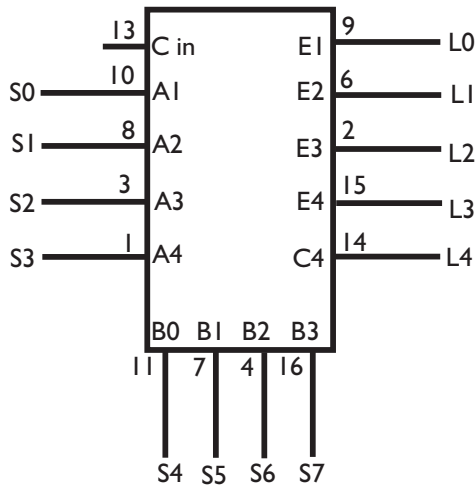 13 C in E1 9 L0
S0 10 A1 E2 6 L1
S1 8 A2 E3 2 L2
S2 3 A3 E4 15 L3
S3 1 A4 C4 14 L4
B0 B1 B2 B3
11 7 4 16
S4 S5 S6 S7